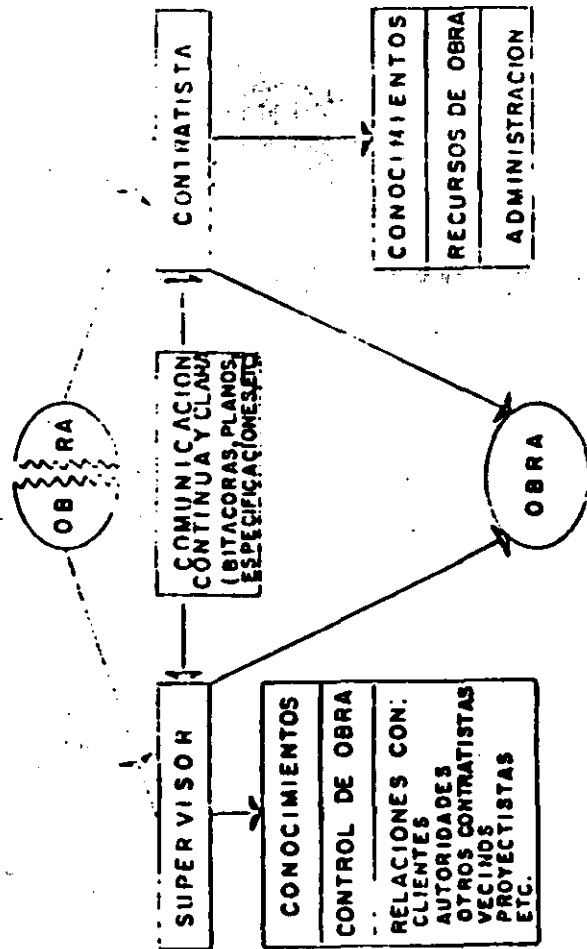 OB RA
SUPERVISOR
COMUNICACION
CONTINUA Y CLARA
(BITACORAS, PLANOS,
ESPECIFICACIONES, ETC)
CONTRATISTA
CONOCIMIENTOS
CONTROL DE OBRA
RELACIONES CON:
CLIENTES
AUTORIDADES
OTROS CONTRATISTAS
VECINOS
PROYECTISTAS
ETC.
CONOCIMIENTOS
RECURSOS DE OBRA
ADMINISTRACION
OBRA